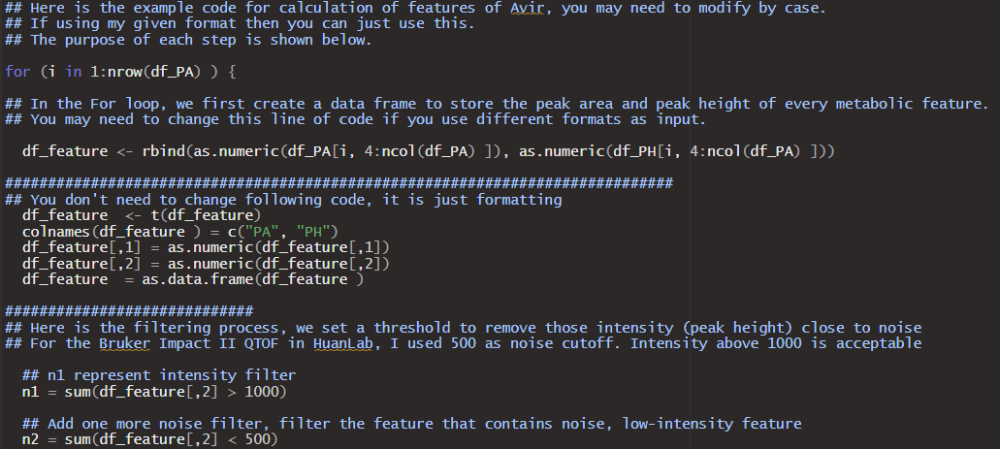 ## Here is the example code for calculation of features of Avir, you may need to modify by case.
## If using my given format then you can just use this.
## The purpose of each step is shown below.
for (i in 1:nrow(df_PA) ) {
## In the For loop, we first create a data frame to store the peak area and peak height of every metabolic feature.
## You may need to change this line of code if you use different formats as input.
df_feature <- rbind(as.numeric(df_PA[i, 4:ncol(df_PA) ]), as.numeric(df_PH[i, 4:ncol(df_PA) ]))
##############################################################################
## You don't need to change following code, it is just formatting
df_feature  <- t(df_feature)
colnames(df_feature ) = c("PA", "PH")
df_feature[,1] = as.numeric(df_feature[,1])
df_feature[,2] = as.numeric(df_feature[,2])
df_feature  = as.data.frame(df_feature )
#############################
## Here is the filtering process, we set a threshold to remove those intensity (peak height) close to noise
## For the Bruker Impact II QTOF in HuanLab, I used 500 as noise cutoff. Intensity above 1000 is acceptable
## n1 represent intensity filter
n1 = sum(df_feature[,2] > 1000)
## Add one more noise filter, filter the feature that contains noise, low-intensity feature
n2 = sum(df_feature[,2] < 500)